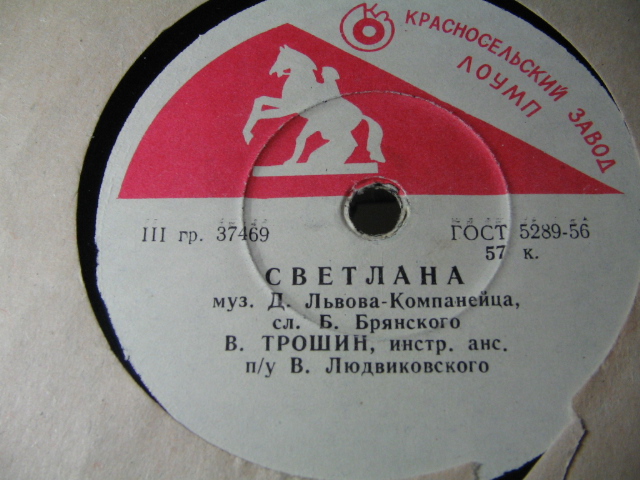 КРАСНОСЕЛЬСКИЙ ЗАВОД
ЛОУМП
III гр. 37469
ГОСТ 5289-56
57 к.
СВЕТЛАНА
муз. Д. Львова-Компанейца,
сл. Б. Брянского
В. ТРОШИН, инстр. анс.
п/у В. Людвиковского